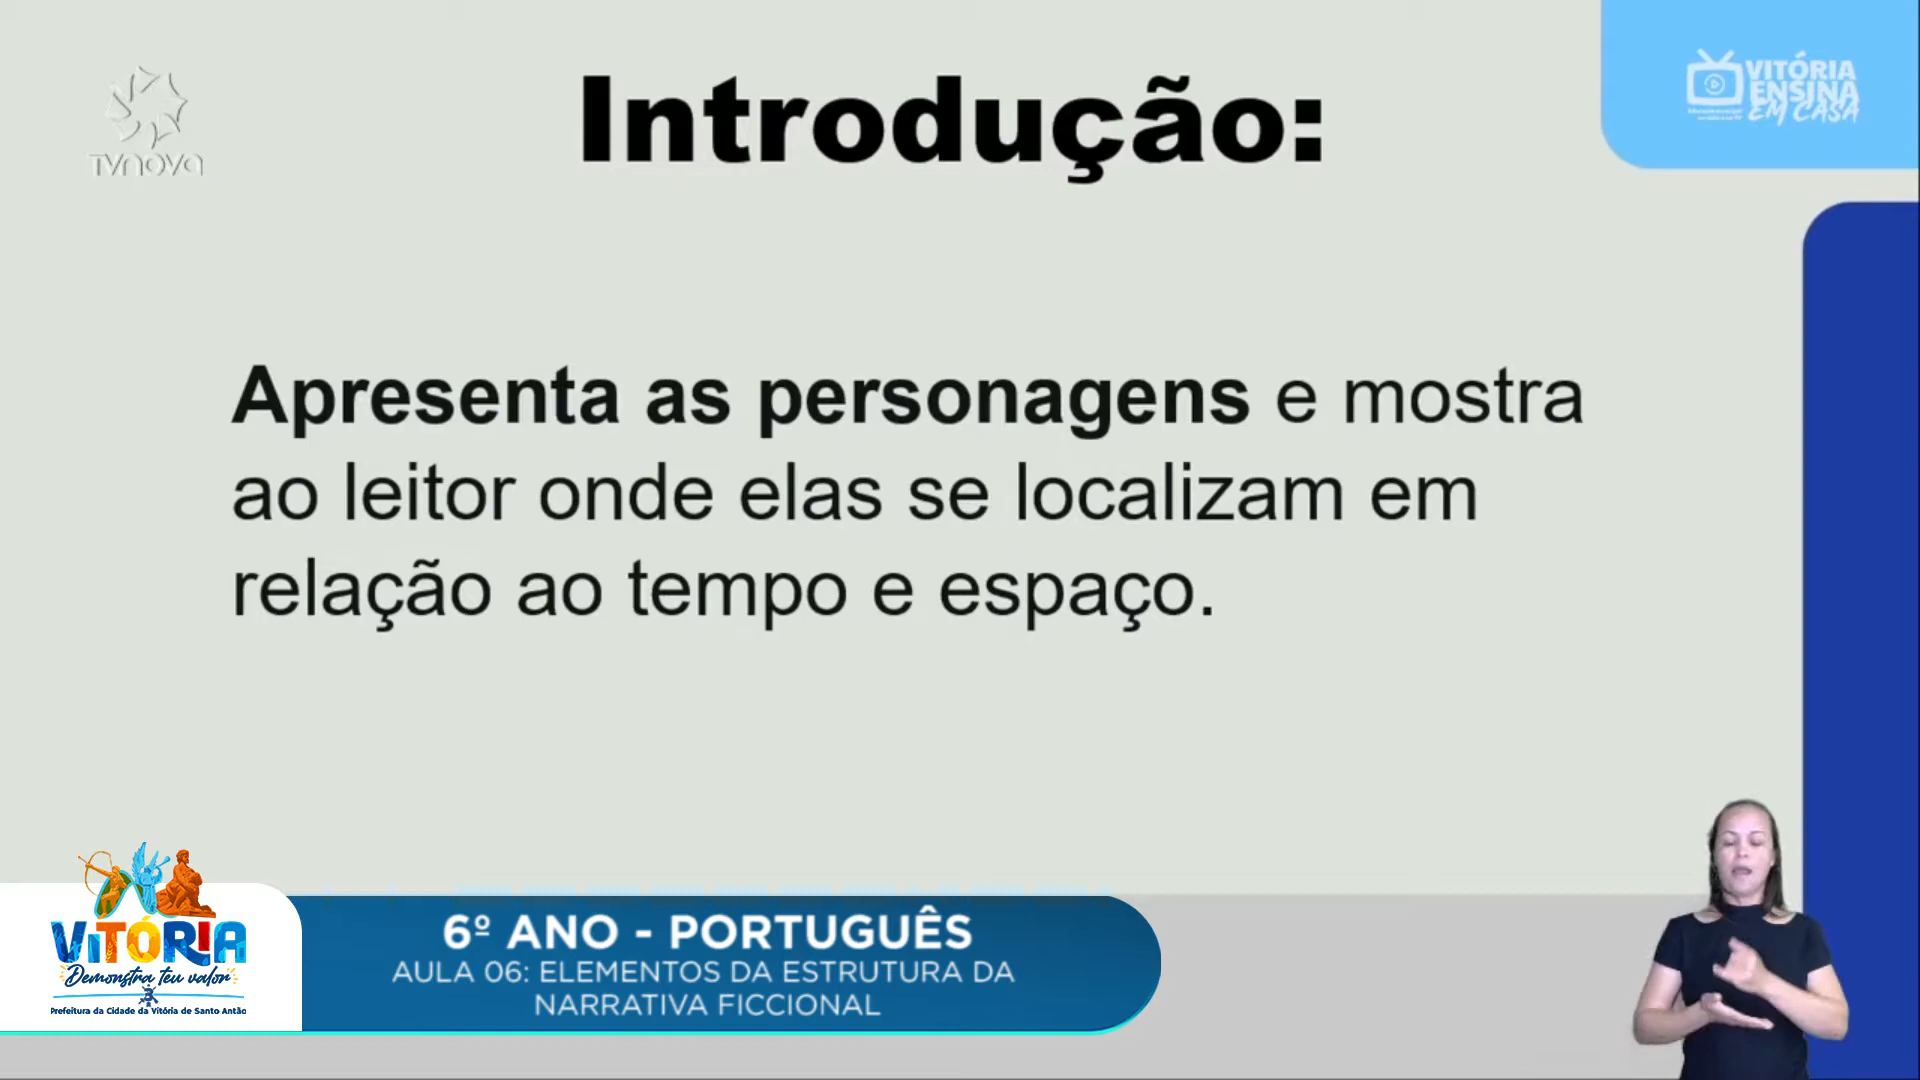 TVNOVA
Introdução:
VITÓRIA
ENSINA
EM CASA
Apresenta as personagens e mostra
ao leitor onde elas se localizam em
relação ao tempo e espaço.
VITÓRIA
Demonstra teu valor
Prefeitura da Cidade da Vitória de Santo Antão
6º ANO - PORTUGUÊS
AULA 06: ELEMENTOS DA ESTRUTURA DA
NARRATIVA FICCIONAL